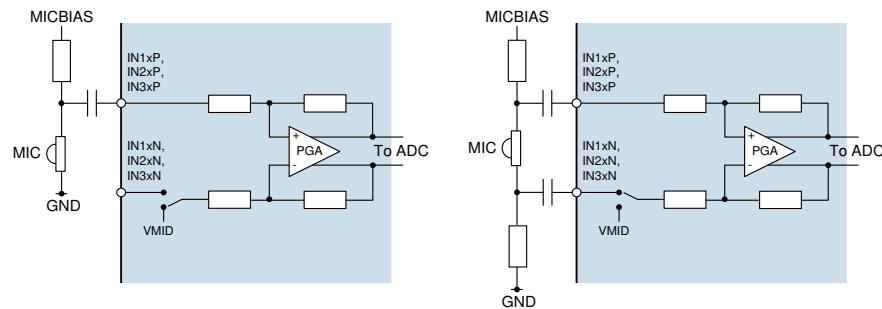 MICBIAS
IN1xP,
IN2xP,
IN3xP
+
PGA
-
To ADC
MIC
IN1xN,
IN2xN,
IN3xN
GND
VMID
MICBIAS
IN1xP,
IN2xP,
IN3xP
+
PGA
-
To ADC
MIC
IN1xN,
IN2xN,
IN3xN
VMID
GND